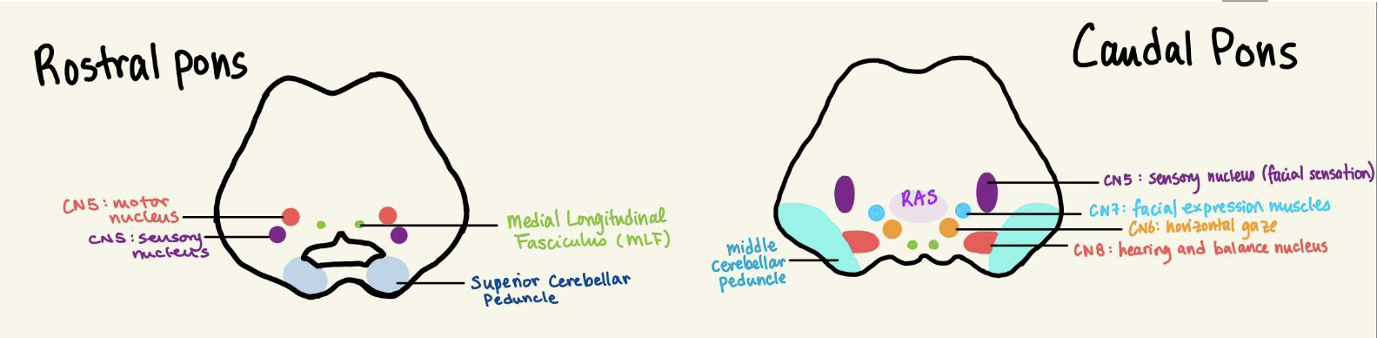 Rostral pons
CN5: motor
nucleus
CN5: sensory
nucleus
Medial Longitudinal
Fasciculus (MLF)
Superior Cerebellar
Peduncle
Caudal Pons
RAS
middle
cerebellar
peduncle
CN5: sensory nucleus (facial sensation)
CN7: facial expression muscles
CN6: horizontal gaze
CN8: hearing and balance nucleus